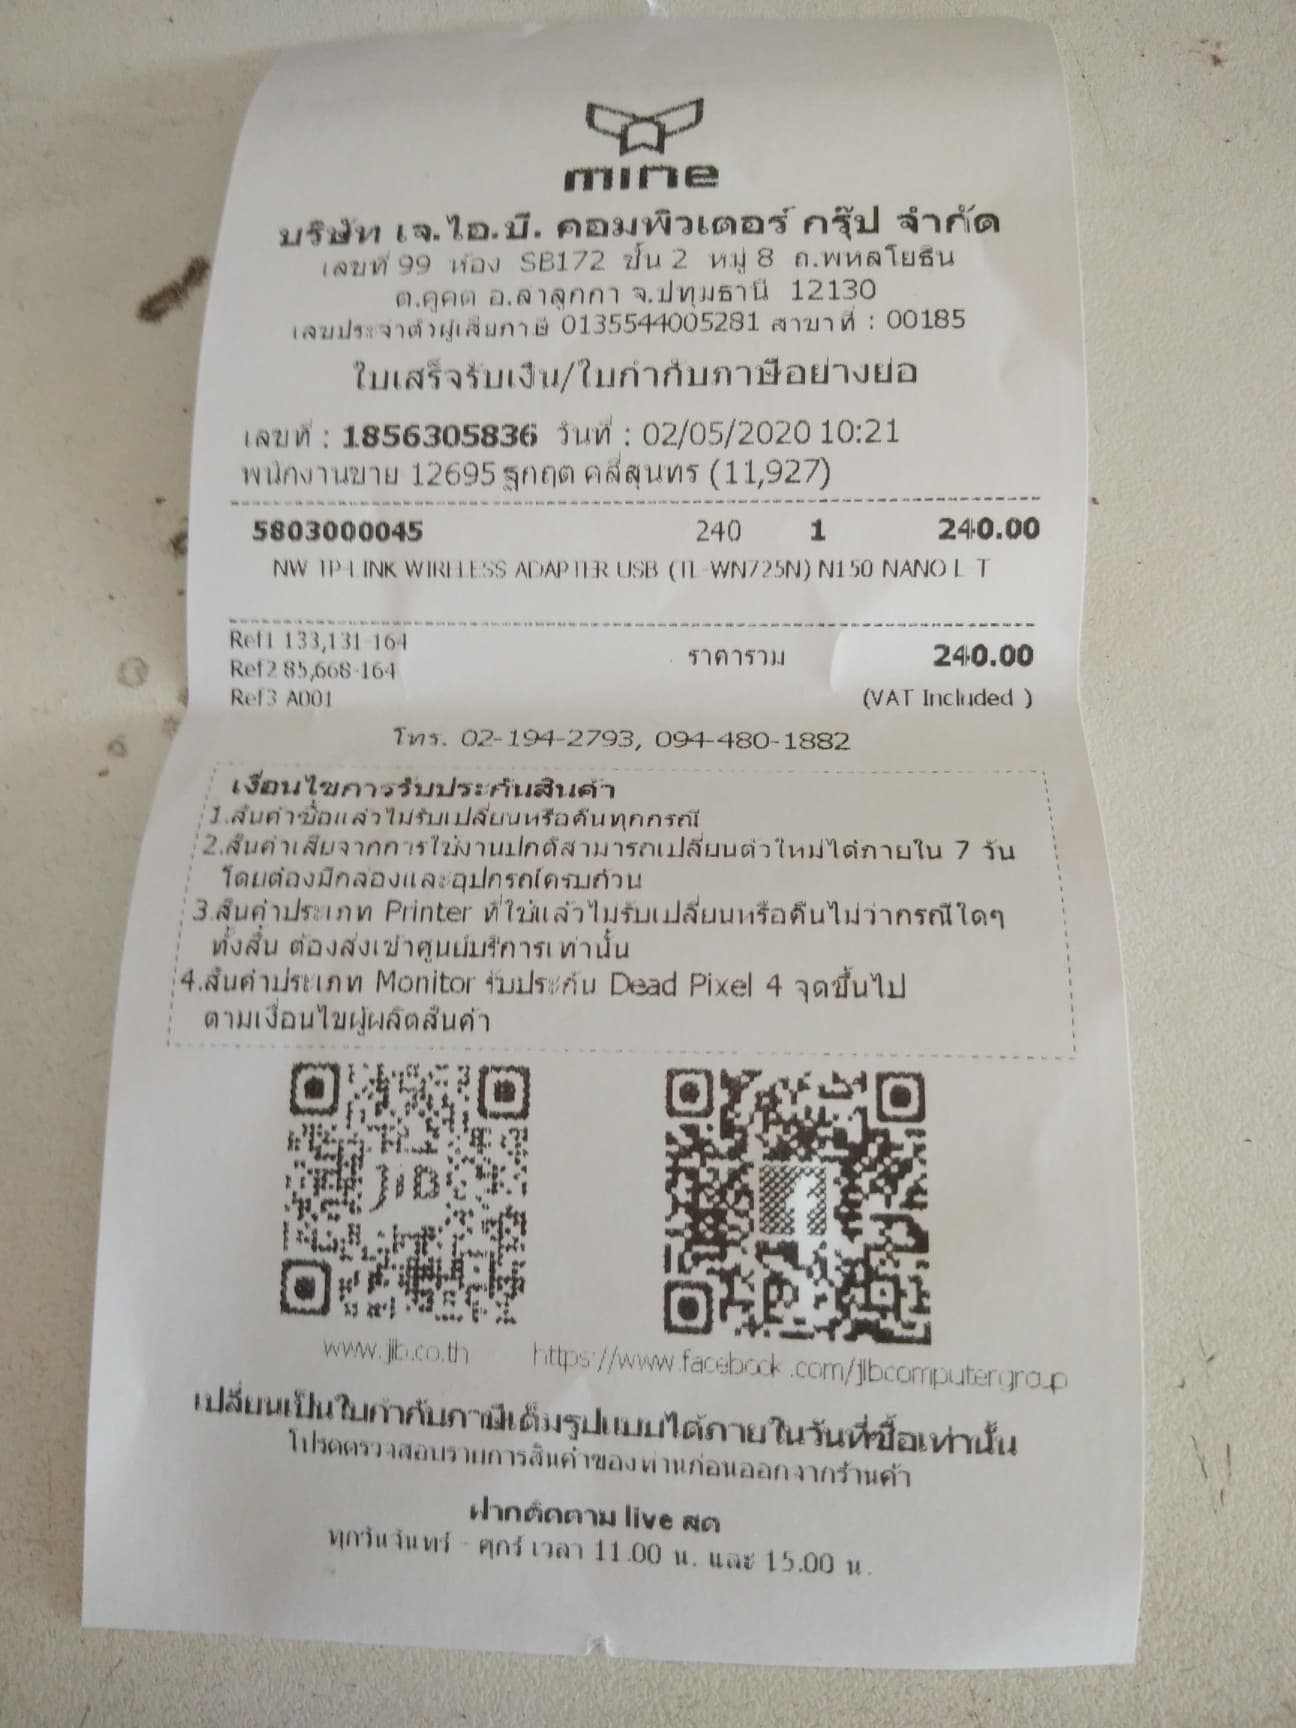 mine
บริษัท เจ.ไอ.บี. คอมพิวเตอร์ กรุ๊ป จำกัด
เลขที่ 99 ห้อง SB172 ชั้น 2 หมู่ 8 ถ.พหลโยธิน
ต.คูคต อ.ลำลูกกา จ.ปทุมธานี 12130
เลขประจำตัวผู้เสียภาษี 0135544005281 สาขาที่ : 00185
ใบเสร็จรับเงิน/ใบกำกับภาษีอย่างย่อ
เลขที่ : 1856305836 วันที่ : 02/05/2020 10:21
พนักงานขาย 12695 ฐกฤต คลี่สุนทร (11,927)
5803000045 240 1 240.00
NW TP-LINK WIRELESS ADAPTER USB (TL-WN725N) N150 NANO L-T
Ref1 133,131-164
Ref2 85,668-164
Ref3 A001
ราคารวม 240.00
(VAT Included )
โทร. 02-194-2793, 094-480-1882
เงื่อนไขการรับประกันสินค้า
1.สินค้าซื้อแล้วไม่รับเปลี่ยนหรือคืนทุกกรณี
2.สินค้าเสียจากการใช้งานปกติสามารถเปลี่ยนตัวใหม่ได้ภายใน 7 วัน
โดยต้องมีกล่องและอุปกรณ์ครบถ้วน
3.สินค้าประเภท Printer ที่ใช้แล้วไม่รับเปลี่ยนหรือคืนไม่ว่ากรณีใดๆ
ทั้งสิ้น ต้องส่งเข้าศูนย์บริการเท่านั้น
4.สินค้าประเภท Monitor รับประกัน Dead Pixel 4 จุดขึ้นไป
ตามเงื่อนไขผู้ผลิตสินค้า
JIB
www.jib.co.th https://www.facebook.com/jibcomputergroup
เปลี่ยนเป็นใบกำกับภาษีเต็มรูปแบบได้ภายในวันที่ซื้อเท่านั้น
โปรดตรวจสอบรายการสินค้าของท่านก่อนออกจากร้านค้า
ฝากติดตาม live สด
ทุกวันจันทร์ - ศุกร์ เวลา 11.00 น. และ 15.00 น.